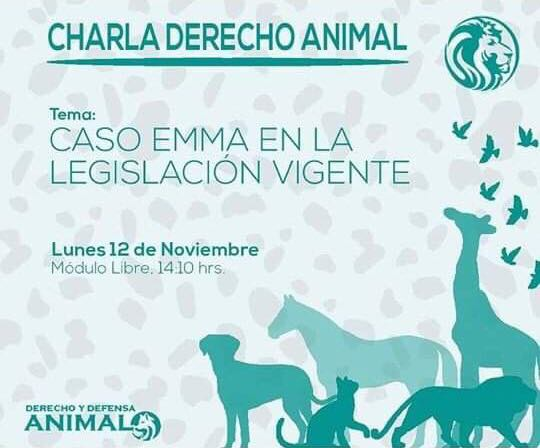 CHARLA DERECHO ANIMAL
Tema:
CASO EMMA EN LA
LEGISLACIÓN VIGENTE
Lunes 12 de Noviembre
Módulo Libre, 14:10 hrs.
DERECHO Y DEFENSA
ANIMAL